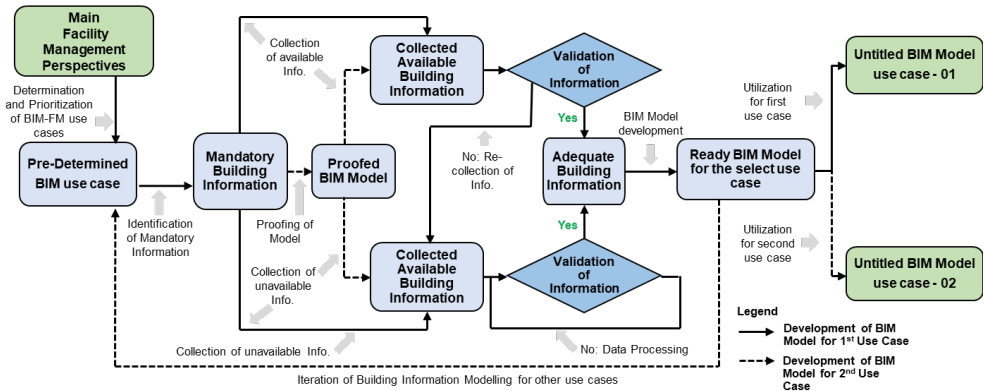 Main
Facility
Management
Perspectives
Determination
and Prioritization
of BIM-FM use
cases
Pre-Determined
BIM use case
Identification
of Mandatory
Information
Mandatory
Building
Information
Collection
of available
Info.
Proofed
BIM Model
Proofing of
Model
Collection of
unavailable
Info.
Collection of unavailable Info.
Collected
Available
Building
Information
Validation
of
Information
No: Re-
collection of
Info.
Yes
BIM Model
development
Adequate
Building
Information
Yes
Collected
Available
Building
Information
Validation
of
Information
No: Data Processing
Ready BIM Model
for the select use
case
Utilization
for first
use case
Untitled BIM Model
use case - 01
Utilization
for second
use case
Untitled BIM Model
use case - 02
Iteration of Building Information Modelling for other use cases
Legend
Development of BIM
Model for 1st Use Case
Development of BIM
Model for 2nd Use
Case